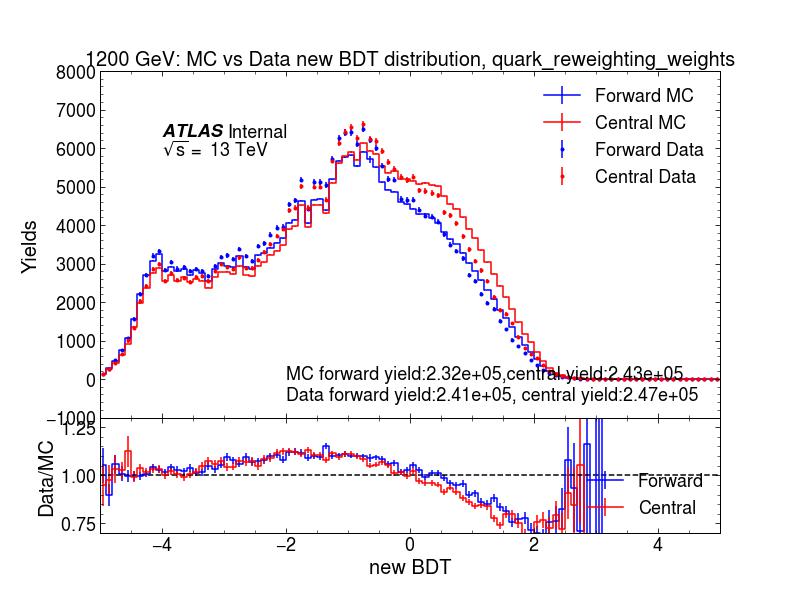 1200 GeV: MC vs Data new BDT distribution, quark_reweighting_weights
8000
7000
6000
5000
4000
3000
2000
1000
0
−1000
Yields
ATLAS Internal
√s = 13 TeV
Forward MC
Central MC
Forward Data
Central Data
MC forward yield:2.32e+05,central yield:2.43e+05
Data forward yield:2.41e+05, central yield:2.47e+05
1.25
1.00
0.75
Data/MC
Forward
Central
−4 −2 0 2 4
new BDT